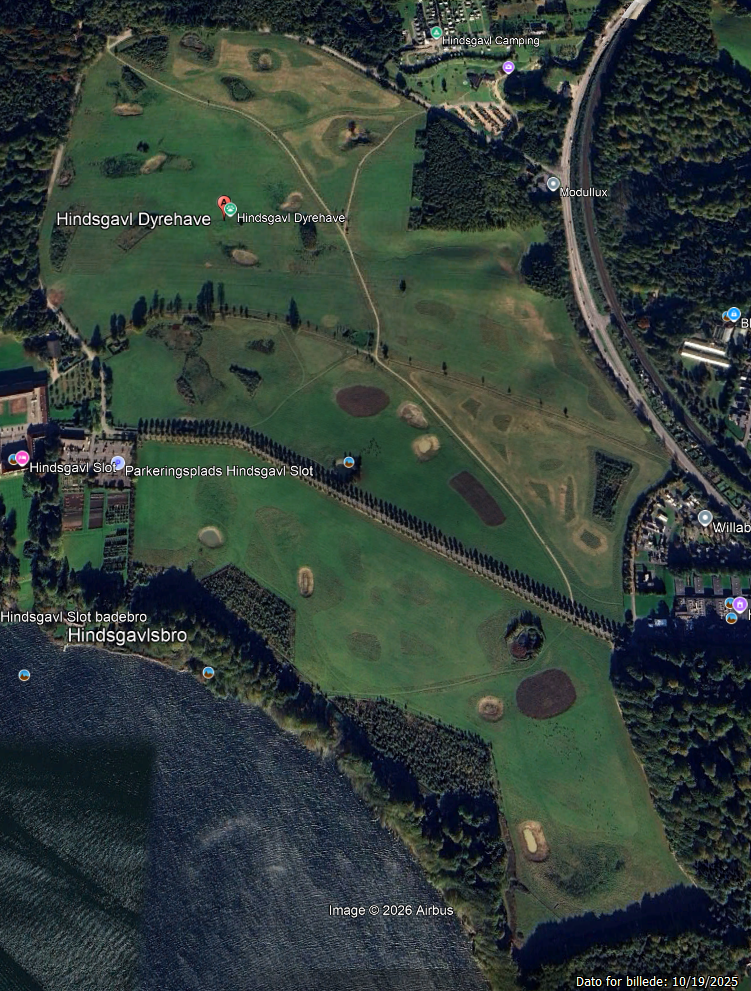 Hindsgavl Camping
Modullux
Hindsgavl Dyrehave
Hindsgavl Dyrehave
Hindsgavl Slot
Parkeringsplads Hindsgavl Slot
Willab
Hindsgavl Slot badebro
Hindsgavlsbro
Image © 2026 Airbus
Dato for billede: 10/19/2025